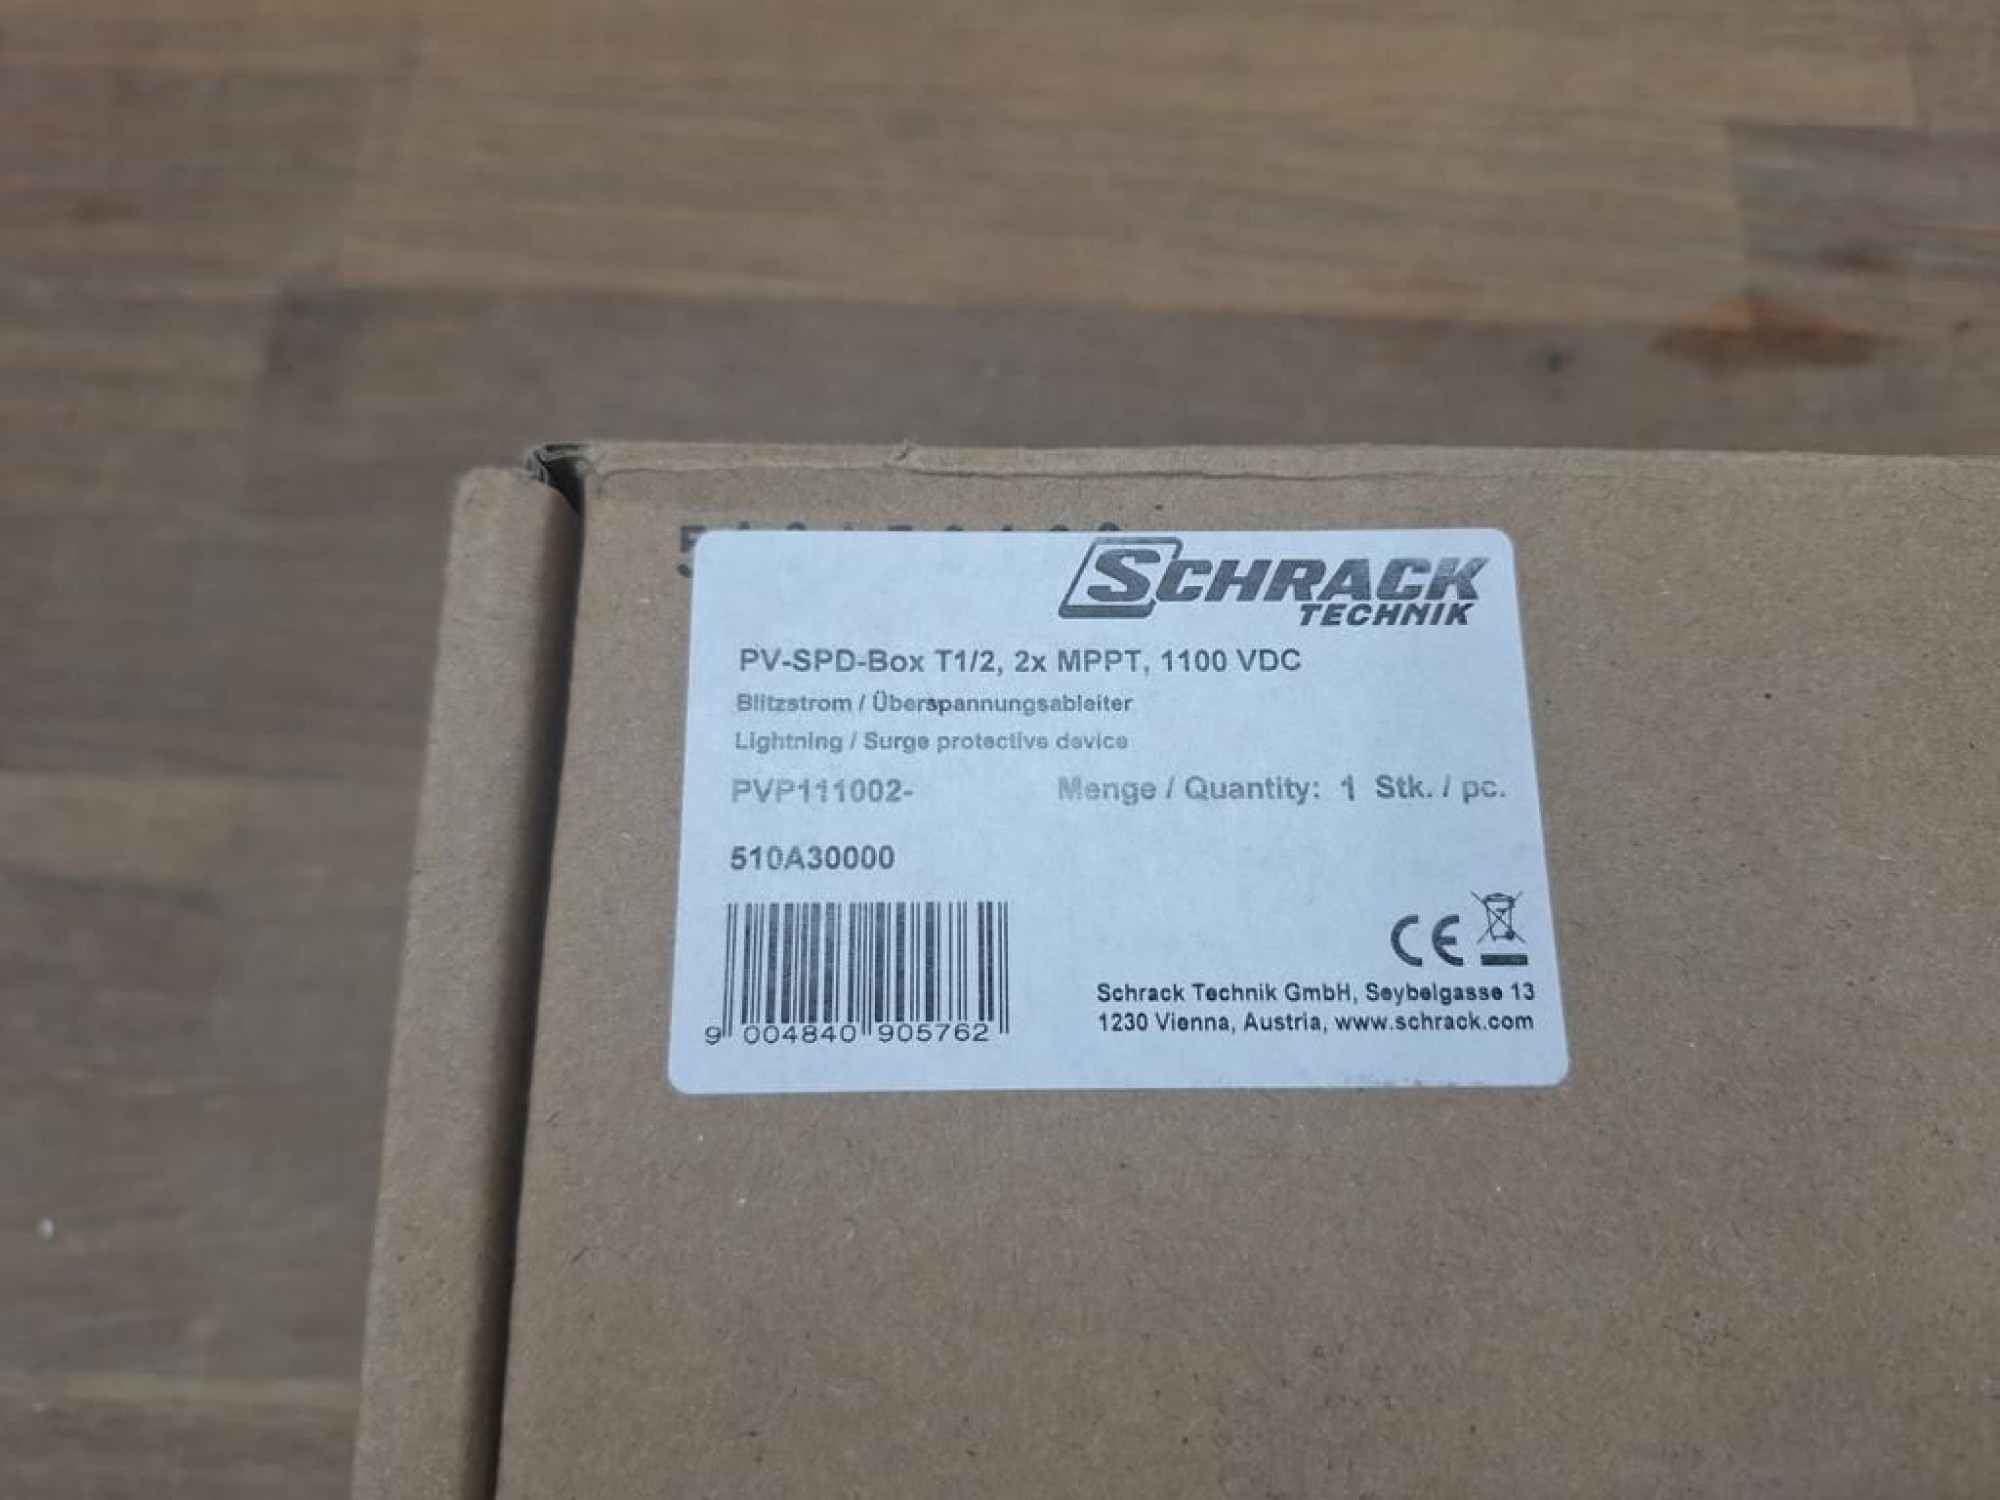 SCHRACK
TECHNIK
PV-SPD-Box T1/2, 2x MPPT, 1100 VDC
Blitzstrom / Überspannungsableiter
Lightning / Surge protective device
PVP111002-
Menge / Quantity: 1 Stk. / pc.
510A30000
CE
Schrack Technik GmbH, Seybelgasse 13
1230 Vienna, Austria, www.schrack.com
9 004840 905762